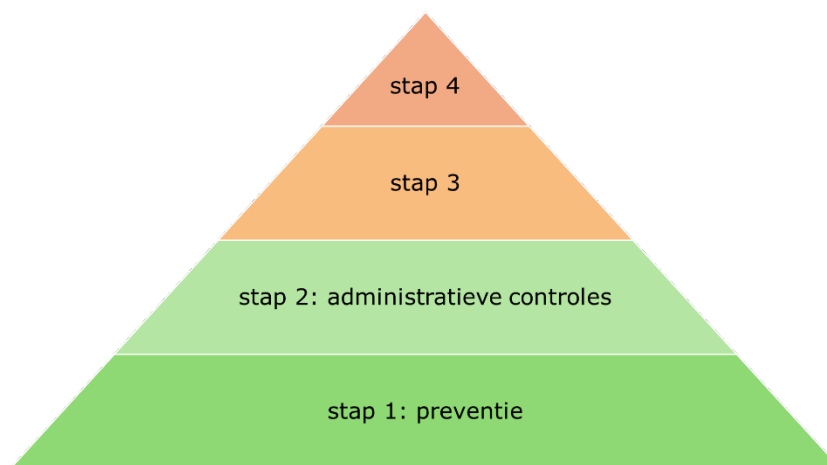 stap 4
stap 3
stap 2: administratieve controles
stap 1: preventie